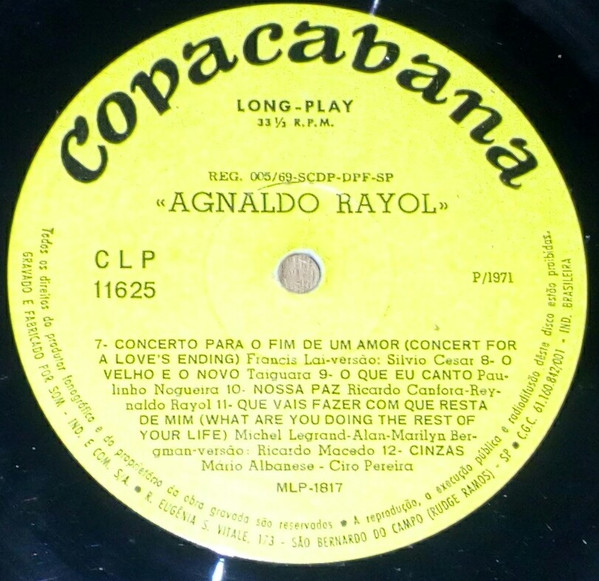 Copacabana
LONG-PLAY
33 ⅓ R.P.M.
REG. 005/69-SCDP-DPF-SP
«AGNALDO RAYOL»
CLP
11625
P/1971
7- CONCERTO PARA O FIM DE UM AMOR (CONCERT FOR
A LOVE'S ENDING) Francis Lai-versão: Silvio Cesar 8- O
VELHO E O NOVO Taiguara 9- O QUE EU CANTO Pau-
linho Nogueira 10- NOSSA PAZ Ricardo Canfora-Rey-
naldo Rayol 11- QUE VAIS FAZER COM QUE RESTA
DE MIM (WHAT ARE YOU DOING THE REST OF
YOUR LIFE) Michel Legrand-Alan-Marilyn Ber-
gman-versão: Ricardo Macedo 12- CINZAS
Mário Albanese - Ciro Pereira
MLP-1817
Todos os direitos do produtor fonográfico e do proprietário da obra gravada são reservados • A reprodução, a execução pública e radiodifusão dêste disco estão proibidas.
GRAVADO E FABRICADO POR SOM - IND. E COM. S/A. • R. EUGÊNIA S. VITALE, 173 - SÃO BERNARDO DO CAMPO (RUDGE RAMOS) - SP • C.G.C. 61.160.842/001 - IND. BRASILEIRA